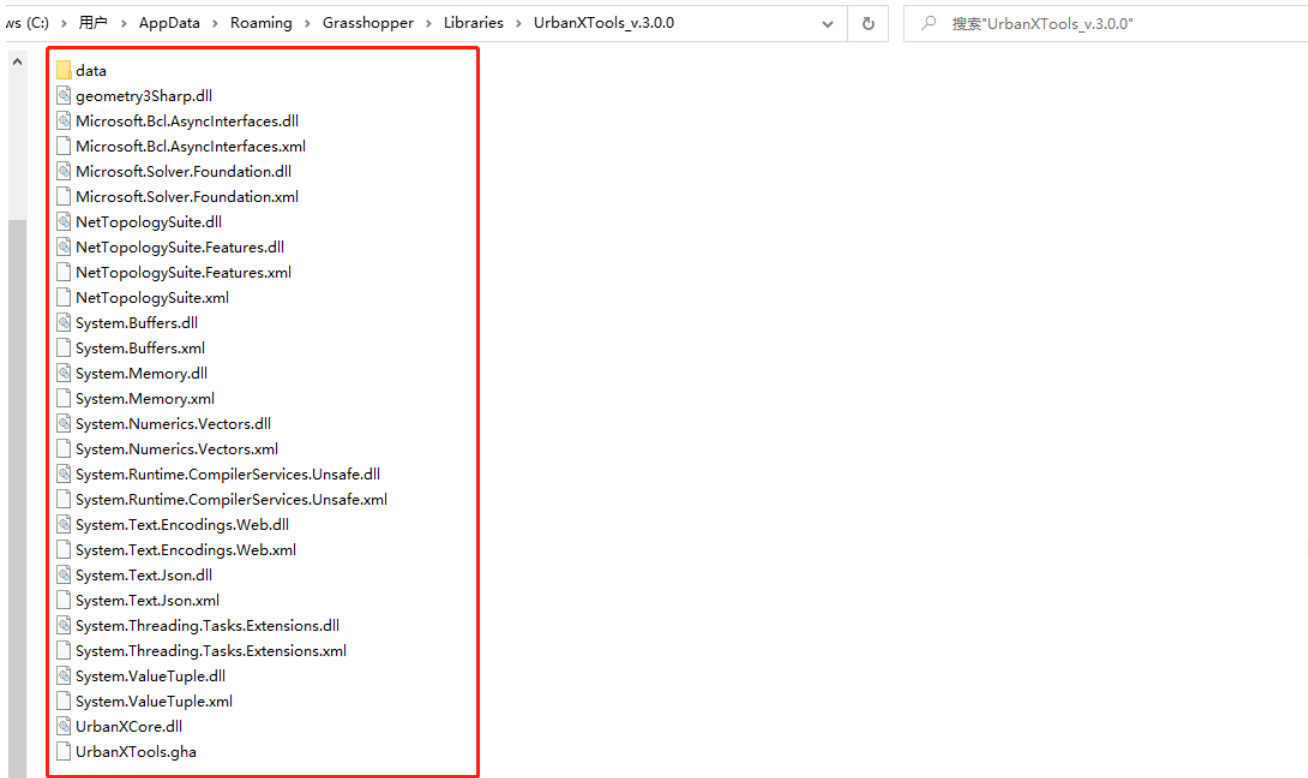 ws (C:) › 用户 › AppData › Roaming › Grasshopper › Libraries › UrbanXTools_v.3.0.0
搜索"UrbanXTools_v.3.0.0"
data
geometry3Sharp.dll
Microsoft.Bcl.AsyncInterfaces.dll
Microsoft.Bcl.AsyncInterfaces.xml
Microsoft.Solver.Foundation.dll
Microsoft.Solver.Foundation.xml
NetTopologySuite.dll
NetTopologySuite.Features.dll
NetTopologySuite.Features.xml
NetTopologySuite.xml
System.Buffers.dll
System.Buffers.xml
System.Memory.dll
System.Memory.xml
System.Numerics.Vectors.dll
System.Numerics.Vectors.xml
System.Runtime.CompilerServices.Unsafe.dll
System.Runtime.CompilerServices.Unsafe.xml
System.Text.Encodings.Web.dll
System.Text.Encodings.Web.xml
System.Text.Json.dll
System.Text.Json.xml
System.Threading.Tasks.Extensions.dll
System.Threading.Tasks.Extensions.xml
System.ValueTuple.dll
System.ValueTuple.xml
UrbanXCore.dll
UrbanXTools.gha